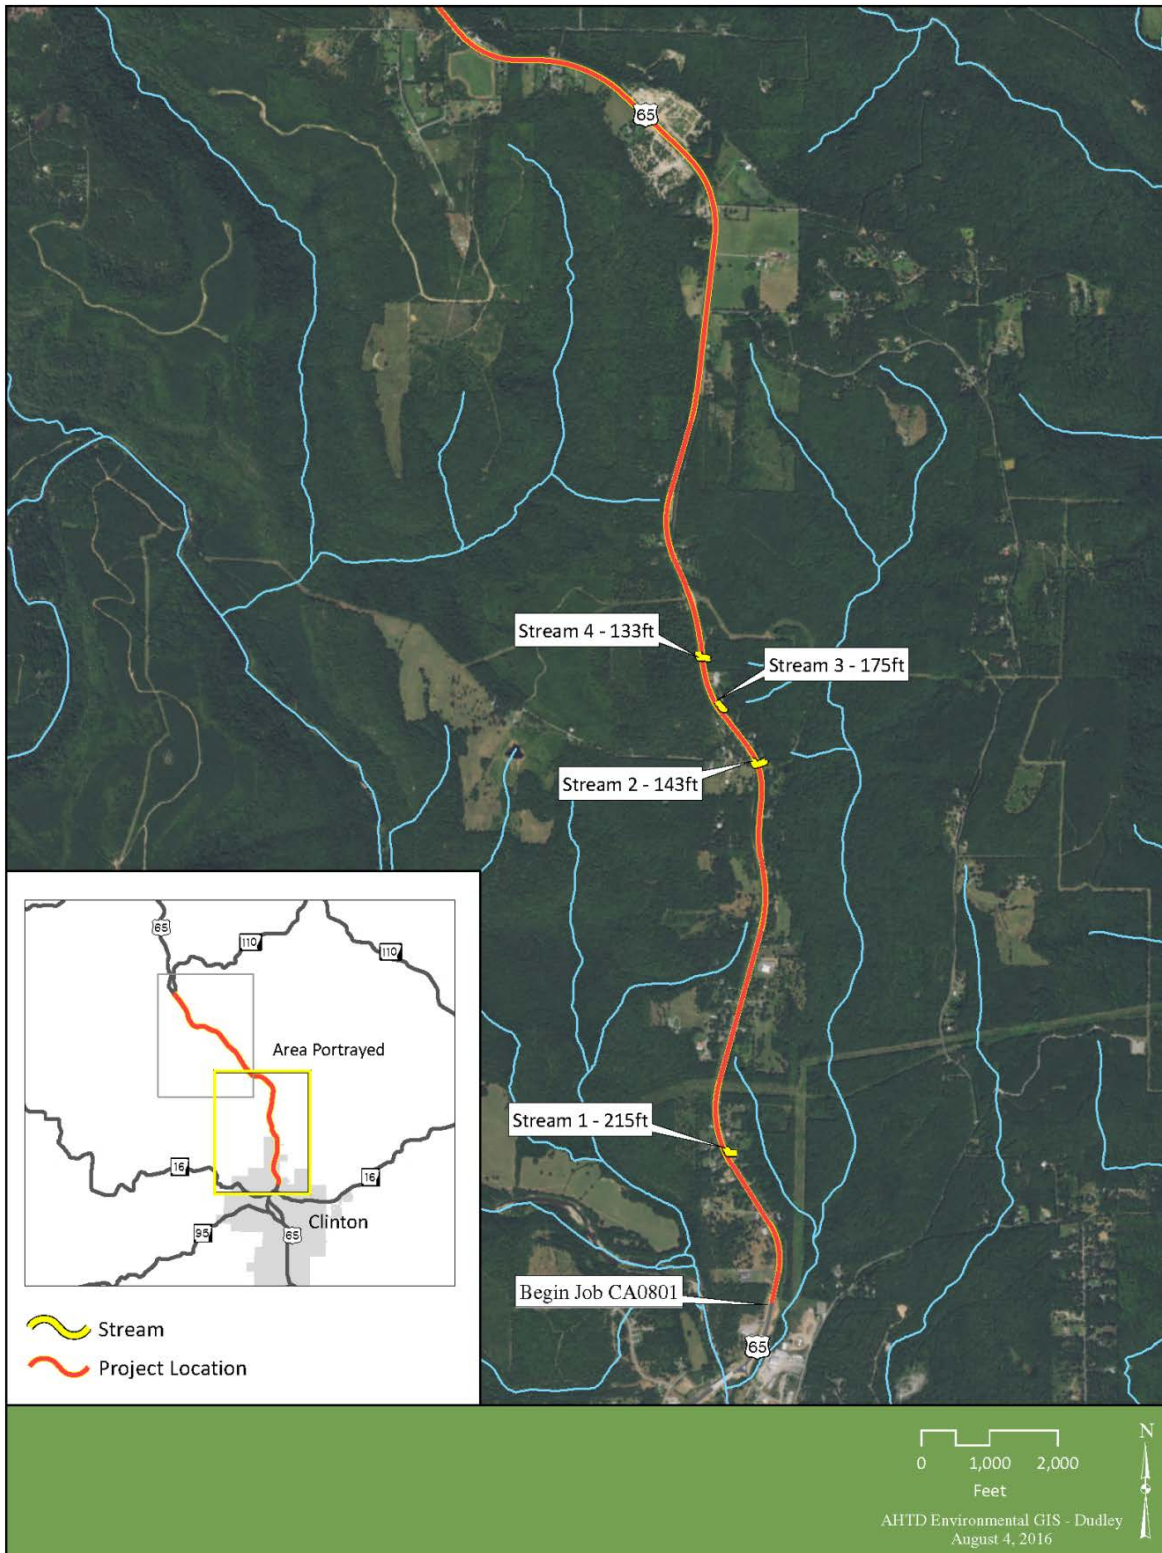 65
Stream 4 - 133ft
Stream 3 - 175ft
Stream 2 - 143ft
Stream 1 - 215ft
Begin Job CA0801
65
65
110
110
Area Portrayed
16
16
Clinton
95
65
Stream
Project Location
N
0 1,000 2,000
Feet
AHTD Environmental GIS - Dudley
August 4, 2016